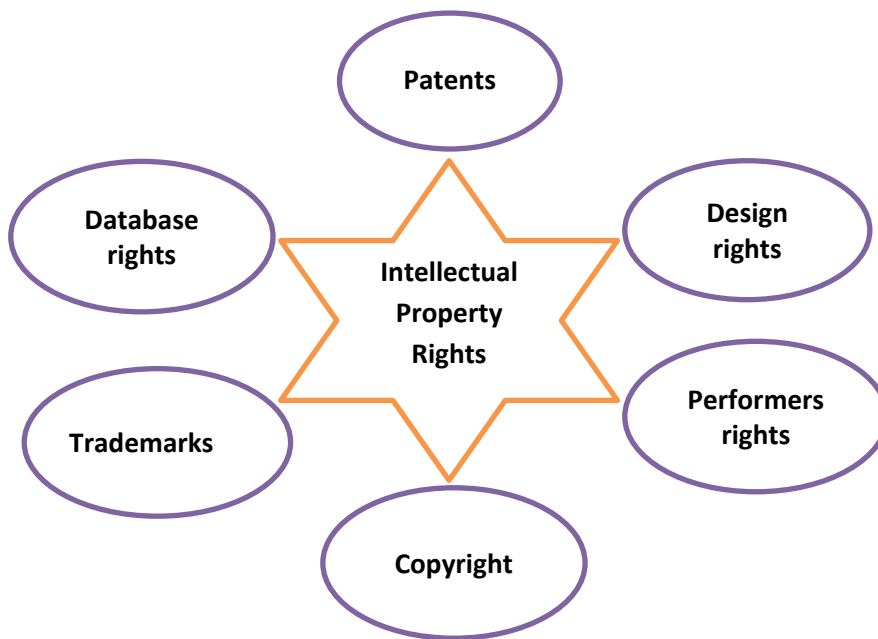 Patents
Database
rights
Design
rights
Intellectual
Property
Rights
Trademarks
Performers
rights
Copyright